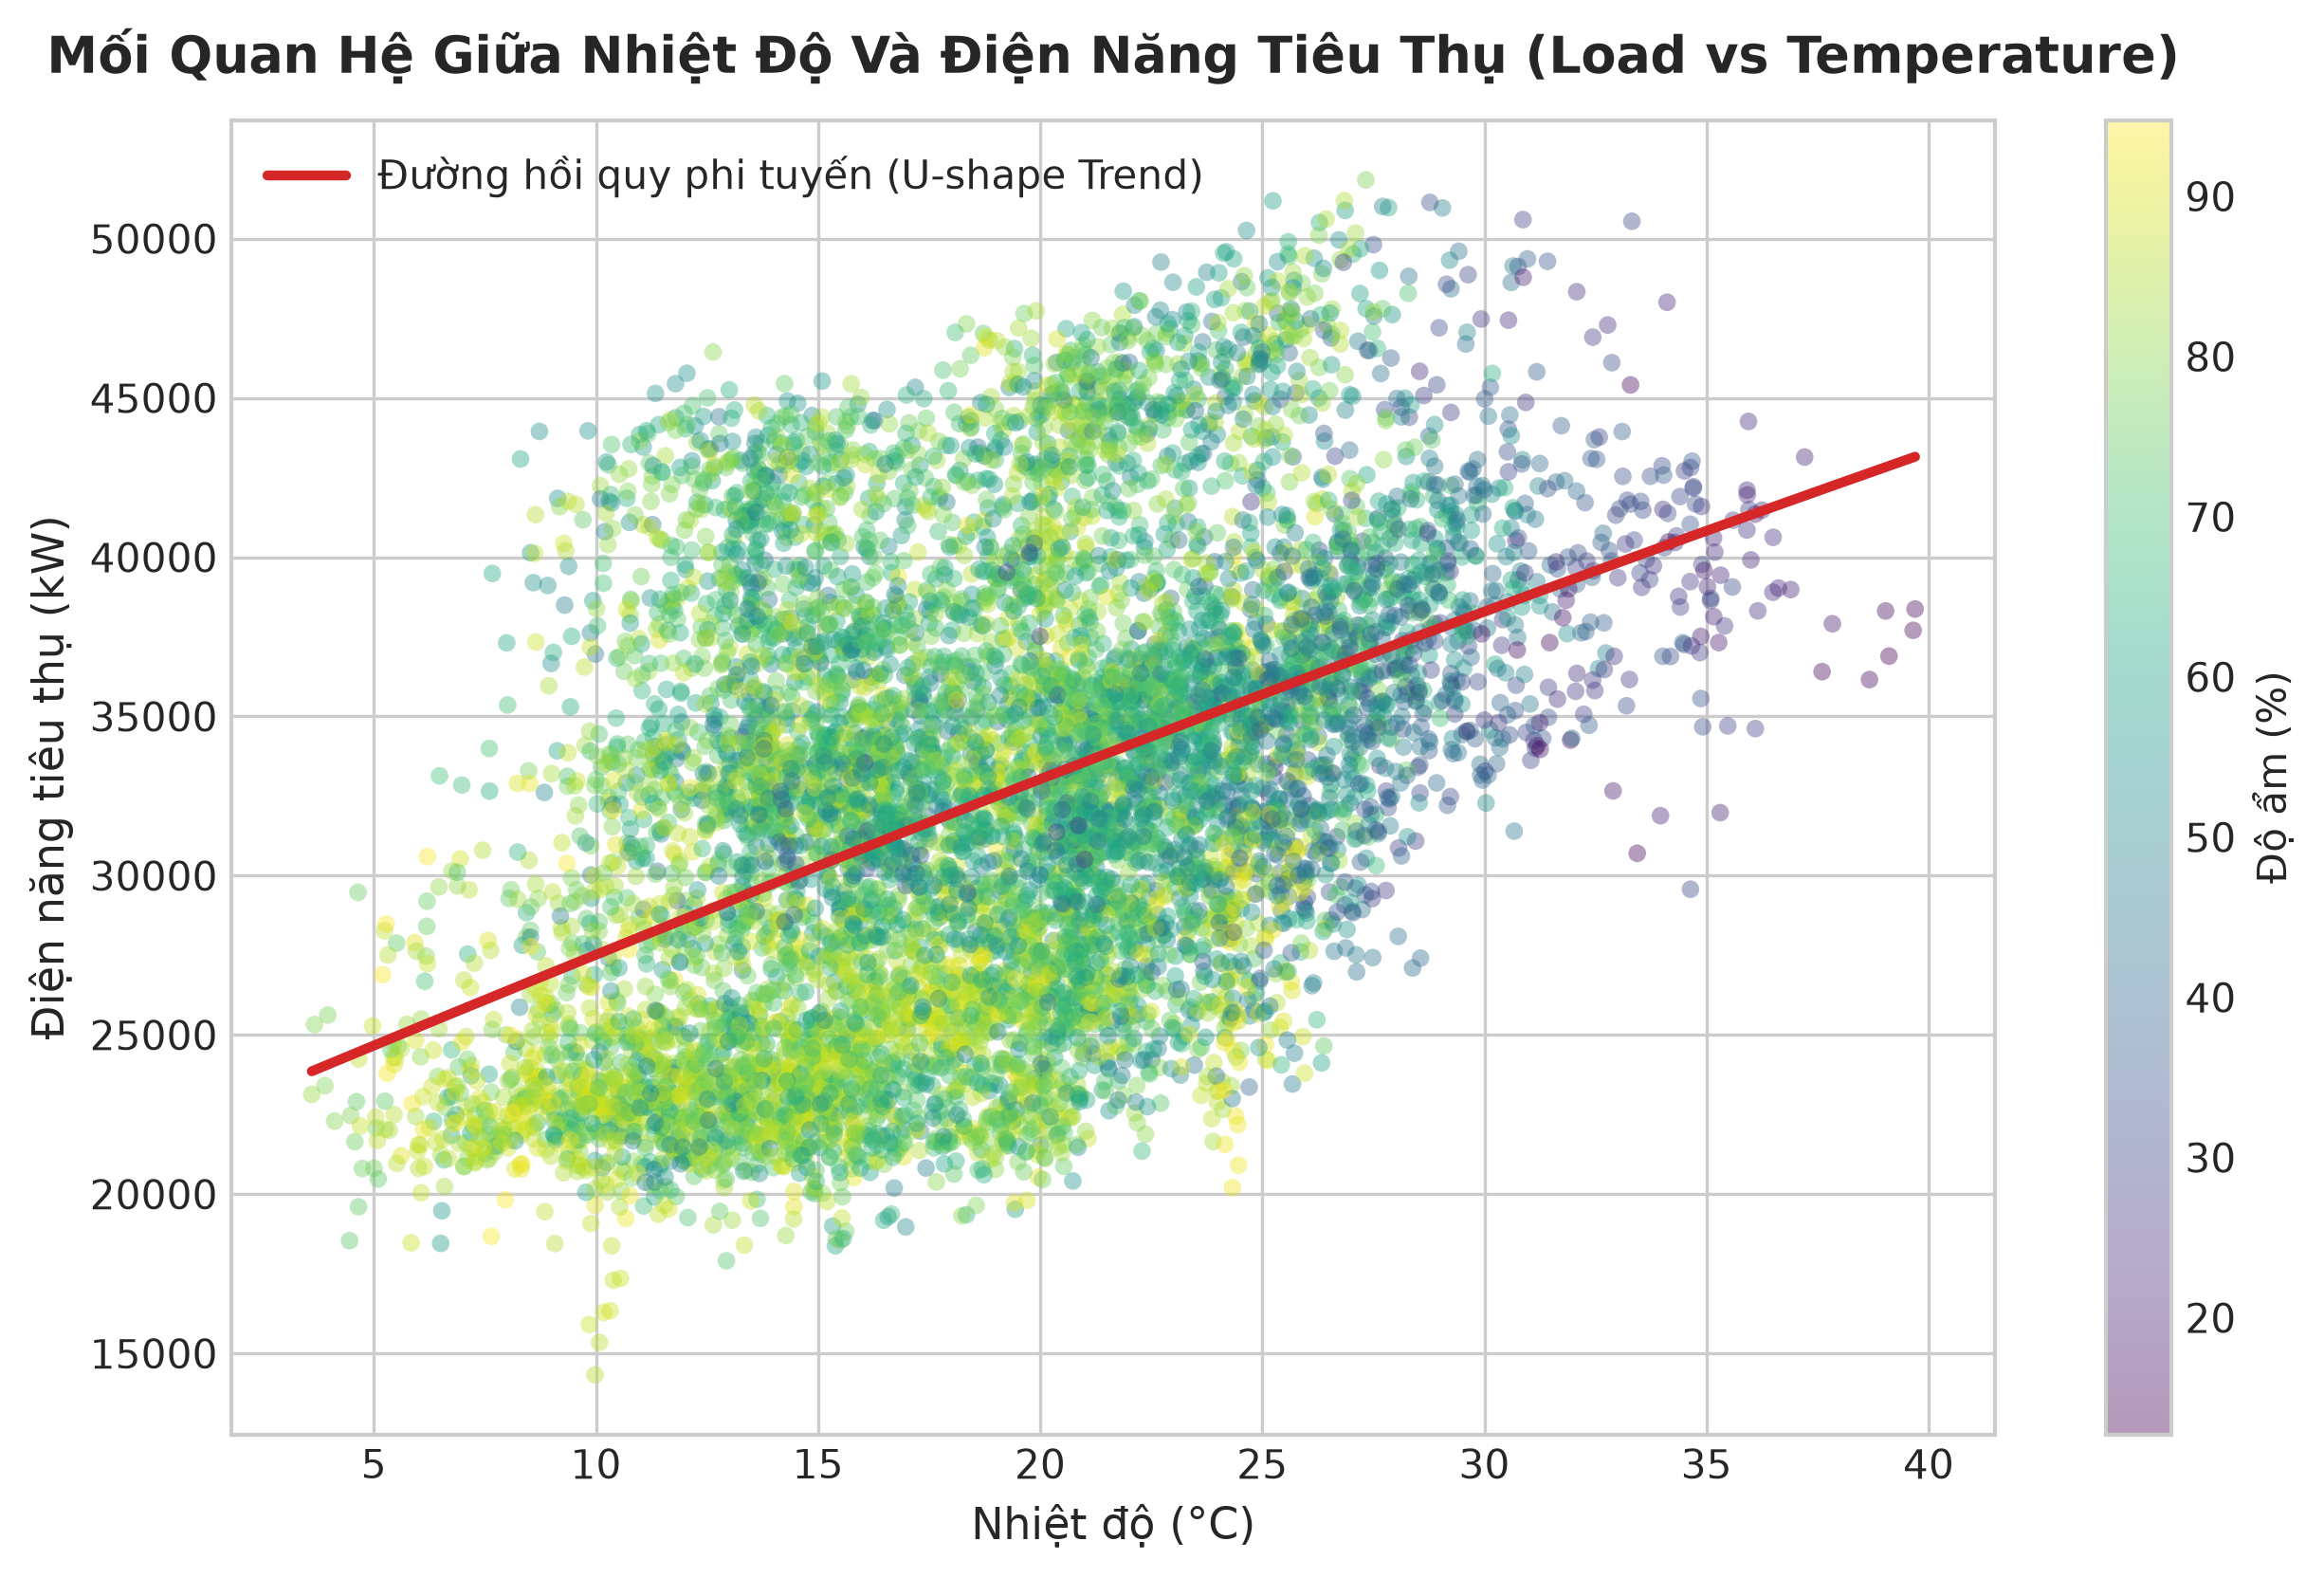 Mối Quan Hệ Giữa Nhiệt Độ Và Điện Năng Tiêu Thụ (Load vs Temperature)
Đường hồi quy phi tuyến (U-shape Trend)
Điện năng tiêu thụ (kW)
50000
45000
40000
35000
30000
25000
20000
15000
5 10 15 20 25 30 35 40
Nhiệt độ (°C)
90
80
70
60
50
40
30
20
Độ ẩm (%)